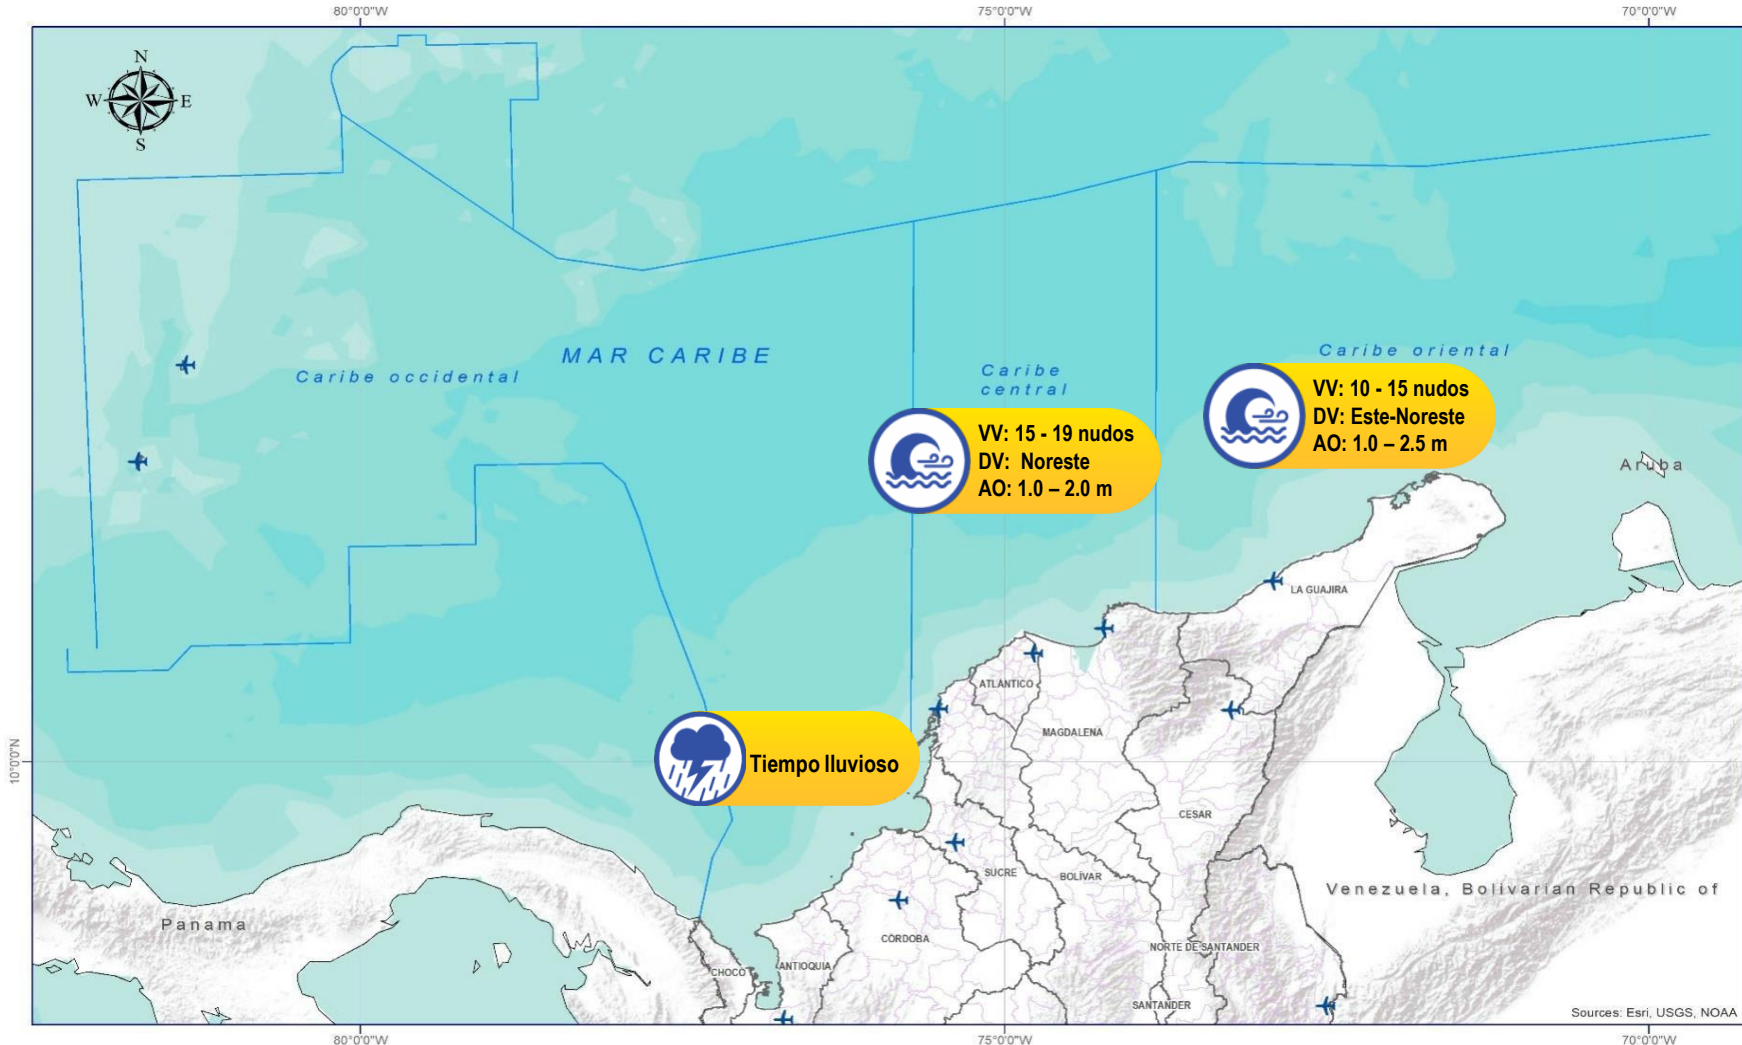 80°0'0"W
75°0'0"W
70°0'0"W
N
W
E
S
MAR CARIBE
Caribe occidental
Caribe
central
Caribe oriental
VV: 10 - 15 nudos
DV: Este-Noreste
AO: 1.0 – 2.5 m
VV: 15 - 19 nudos
DV: Noreste
AO: 1.0 – 2.0 m
Aruba
LA GUAJIRA
ATLÁNTICO
MAGDALENA
10°0'0"N
Tiempo lluvioso
CESAR
SUCRE
BOLÍVAR
Venezuela, Bolivarian Republic of
Panama
CÓRDOBA
NORTE DE SANTANDER
CHOCÓ
ANTIOQUIA
SANTANDER
Sources: Esri, USGS, NOAA
80°0'0"W
75°0'0"W
70°0'0"W